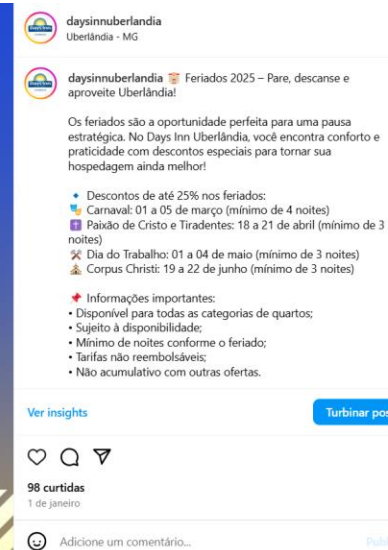 daysinnuberlandia
Uberlândia - MG
daysinnuberlandia Feriados 2025 – Pare, descanse e
aproveite Uberlândia!
Os feriados são a oportunidade perfeita para uma pausa
estratégica. No Days Inn Uberlândia, você encontra conforto e
praticidade com descontos especiais para tornar sua
hospedagem ainda melhor!
🔹 Descontos de até 25% nos feriados:
🎭 Carnaval: 01 a 05 de março (mínimo de 4 noites)
✝️ Paixão de Cristo e Tiradentes: 18 a 21 de abril (mínimo de 3
noites)
🛠 Dia do Trabalho: 01 a 04 de maio (mínimo de 3 noites)
⛪ Corpus Christi: 19 a 22 de junho (mínimo de 3 noites)
📌 Informações importantes:
• Disponível para todas as categorias de quartos;
• Sujeito à disponibilidade;
• Mínimo de noites conforme o feriado;
• Tarifas não reembolsáveis;
• Não acumulativo com outras ofertas.
Ver insights
Turbinar pos
98 curtidas
1 de janeiro
Adicione um comentário...
Publ